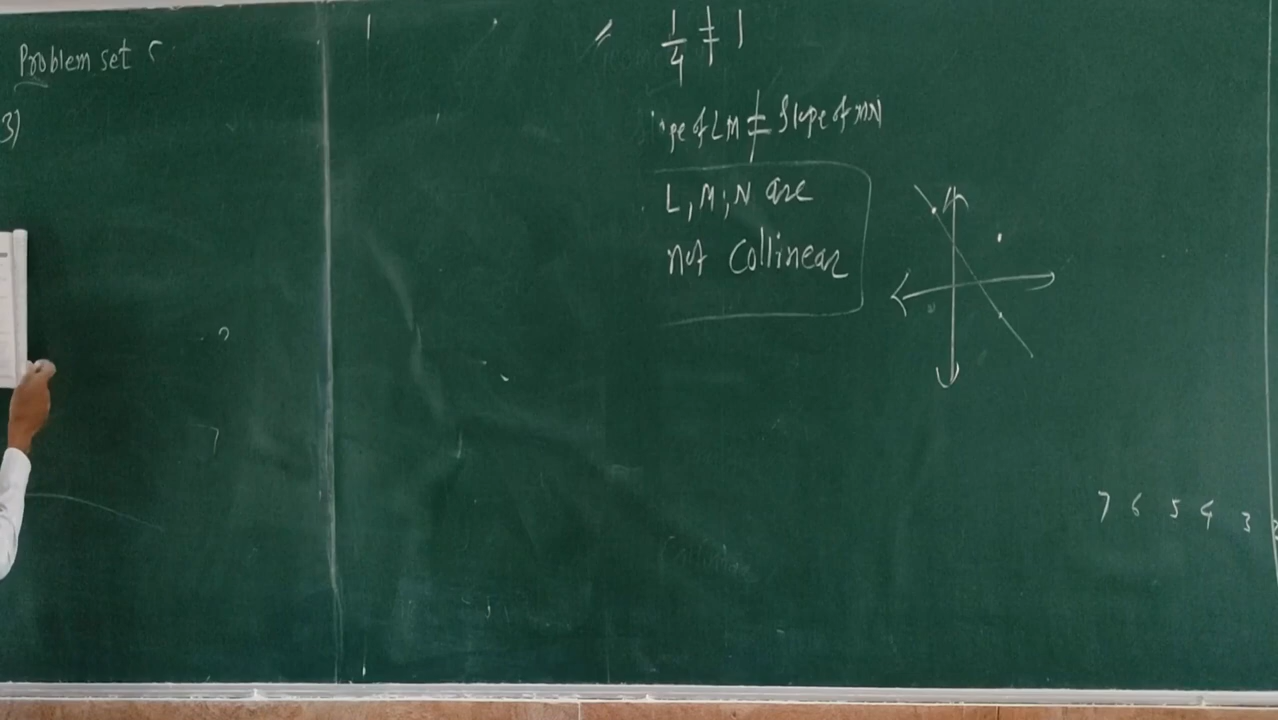 Problem set 5
3)
1/4 ≠ 1
Slope of LM ≠ Slope of MN
L, M, N are
not Collinear
7 6 5 4 3